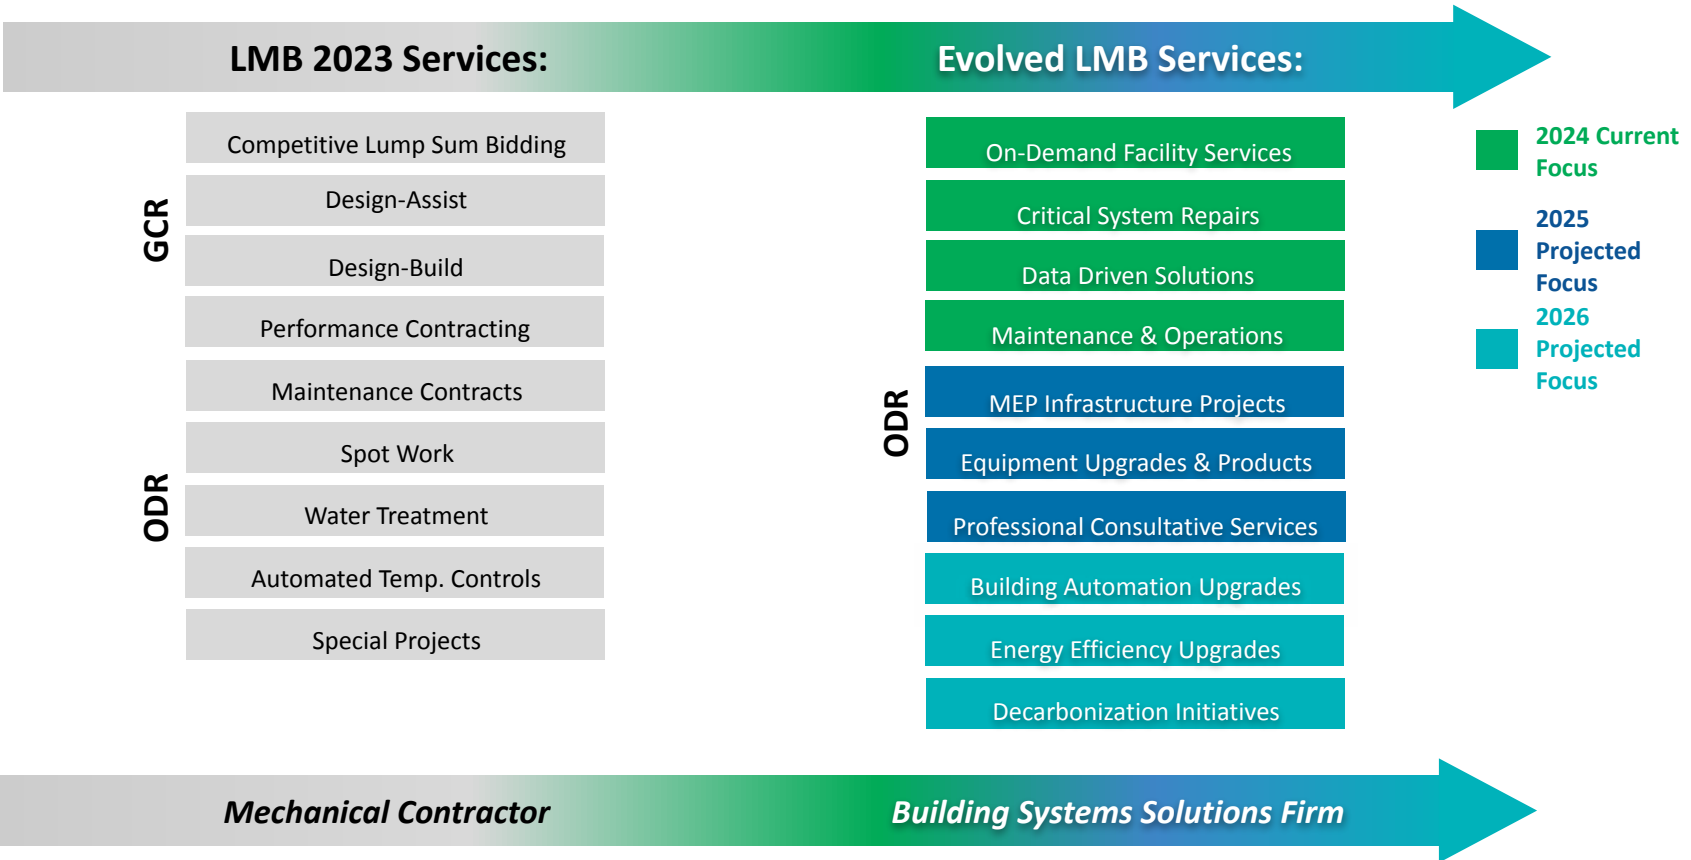 LMB 2023 Services:
Evolved LMB Services:
GCR
Competitive Lump Sum Bidding
Design-Assist
Design-Build
Performance Contracting
ODR
Maintenance Contracts
Spot Work
Water Treatment
Automated Temp. Controls
Special Projects
ODR
On-Demand Facility Services
Critical System Repairs
Data Driven Solutions
Maintenance & Operations
MEP Infrastructure Projects
Equipment Upgrades & Products
Professional Consultative Services
Building Automation Upgrades
Energy Efficiency Upgrades
Decarbonization Initiatives
2024 Current
Focus
2025
Projected
Focus
2026
Projected
Focus
Mechanical Contractor
Building Systems Solutions Firm